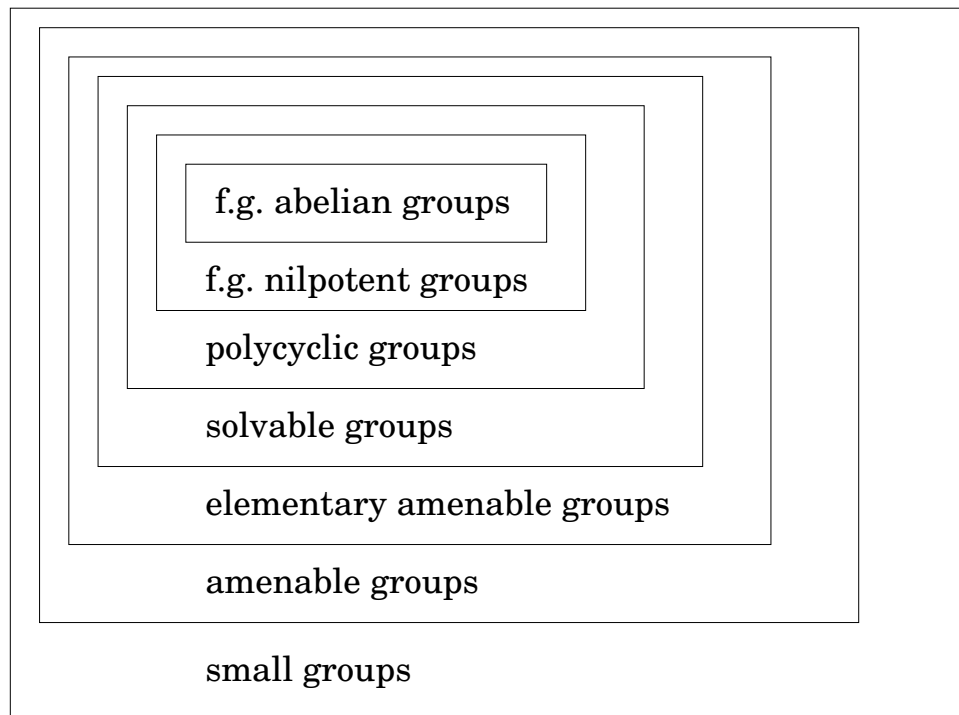 f.g. abelian groups
f.g. nilpotent groups
polycyclic groups
solvable groups
elementary amenable groups
amenable groups
small groups